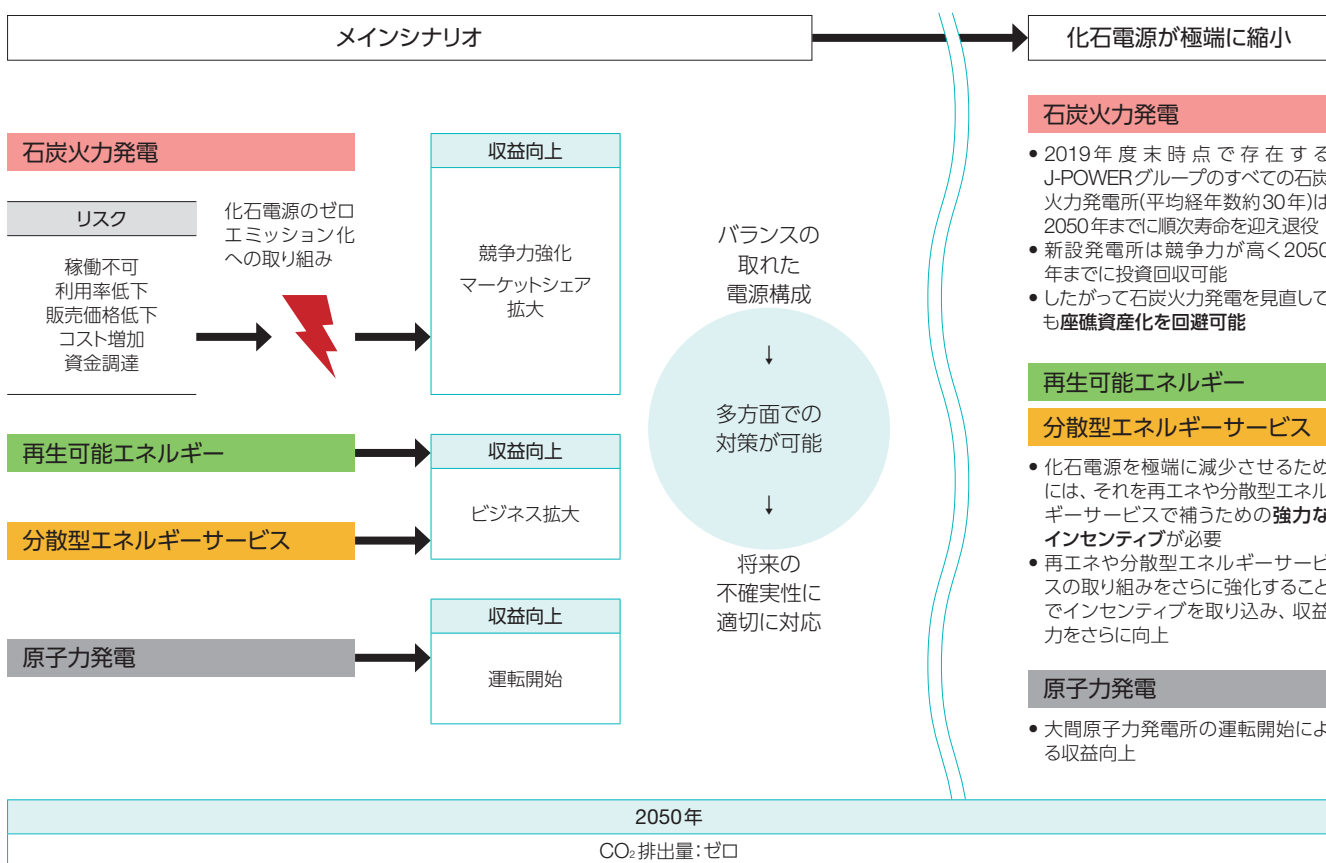 メインシナリオ
化石電源が極端に縮小
石炭火力発電
リスク
稼働不可
利用率低下
販売価格低下
コスト増加
資金調達
化石電源のゼロ
エミッション化
への取り組み
収益向上
競争力強化
マーケットシェア
拡大
再生可能エネルギー
分散型エネルギーサービス
収益向上
ビジネス拡大
原子力発電
収益向上
運転開始
バランスの
取れた
電源構成
↓
多方面での
対策が可能
↓
将来の
不確実性に
適切に対応
石炭火力発電
• 2019年度末時点で存在する
J-POWERグループのすべての石炭
火力発電所(平均経年数約30年)は
2050年までに順次寿命を迎え退役
• 新設発電所は競争力が高く2050
年までに投資回収可能
• したがって石炭火力発電を見直して
も座礁資産化を回避可能
再生可能エネルギー
分散型エネルギーサービス
• 化石電源を極端に減少させるため
には、それを再エネや分散型エネル
ギーサービスで補うための強力な
インセンティブが必要
• 再エネや分散型エネルギーサービ
スの取り組みをさらに強化すること
でインセンティブを取り込み、収益
力をさらに向上
原子力発電
• 大間原子力発電所の運転開始によ
る収益向上
2050年
CO₂排出量：ゼロ